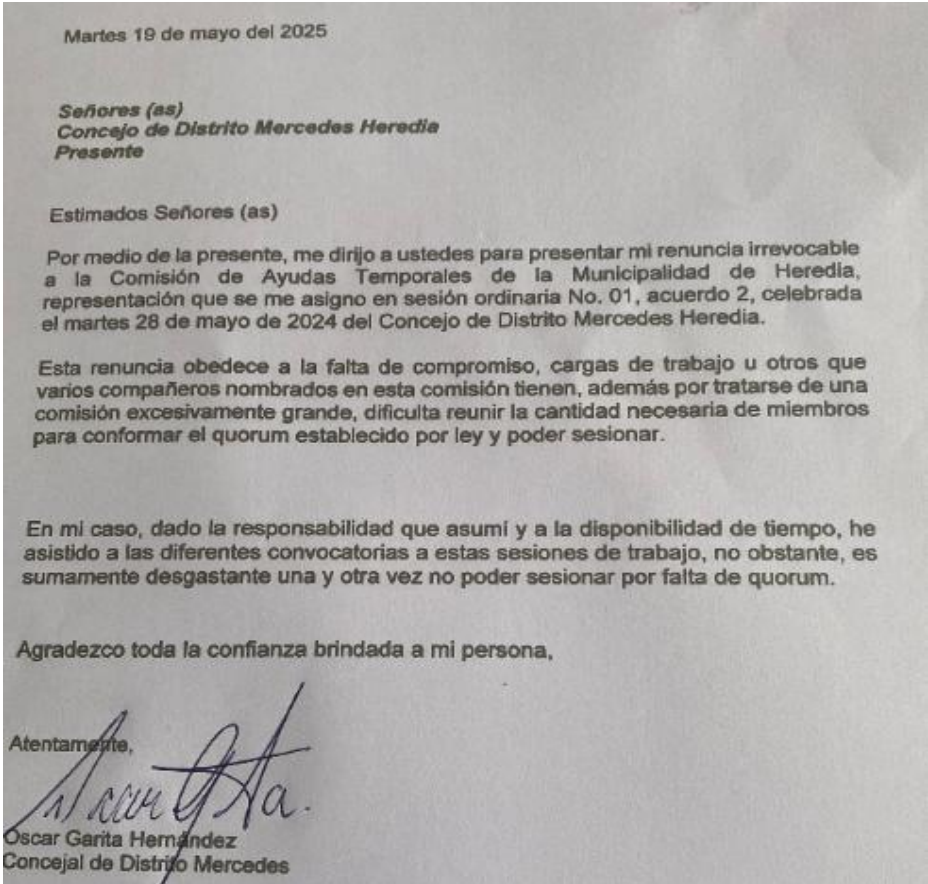 Martes 19 de mayo del 2025
Señores (as)
Concejo de Distrito Mercedes Heredia
Presente
Estimados Señores (as)
Por medio de la presente, me dirijo a ustedes para presentar mi renuncia irrevocable
a la Comisión de Ayudas Temporales de la Municipalidad de Heredia,
representación que se me asigno en sesión ordinaria No. 01, acuerdo 2, celebrada
el martes 28 de mayo de 2024 del Concejo de Distrito Mercedes Heredia.
Esta renuncia obedece a la falta de compromiso, cargas de trabajo u otros que
varios compañeros nombrados en esta comisión tienen, además por tratarse de una
comisión excesivamente grande, dificulta reunir la cantidad necesaria de miembros
para conformar el quorum establecido por ley y poder sesionar.
En mi caso, dado la responsabilidad que asumí y a la disponibilidad de tiempo, he
asistido a las diferentes convocatorias a estas sesiones de trabajo, no obstante, es
sumamente desgastante una y otra vez no poder sesionar por falta de quorum.
Agradezco toda la confianza brindada a mi persona,
Atentamente,
Oscar Garita Hernández
Concejal de Distrito Mercedes